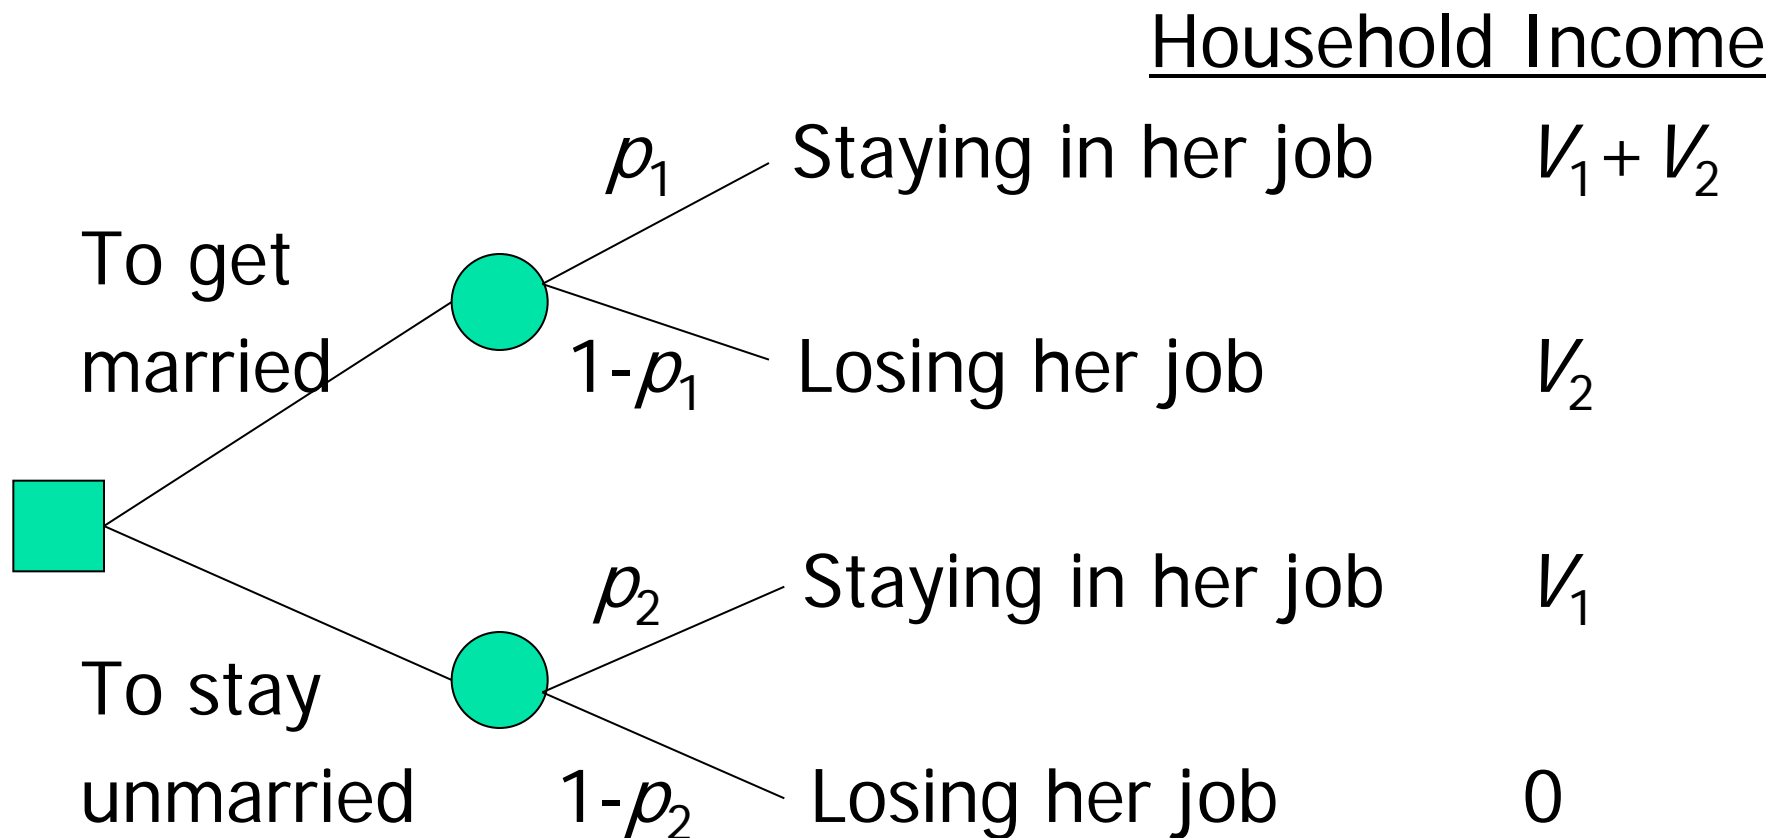 Household Income
p₁ Staying in her job V₁ + V₂
To get
married 1-p₁ Losing her job V₂
p₂ Staying in her job V₁
To stay
unmarried 1-p₂ Losing her job 0